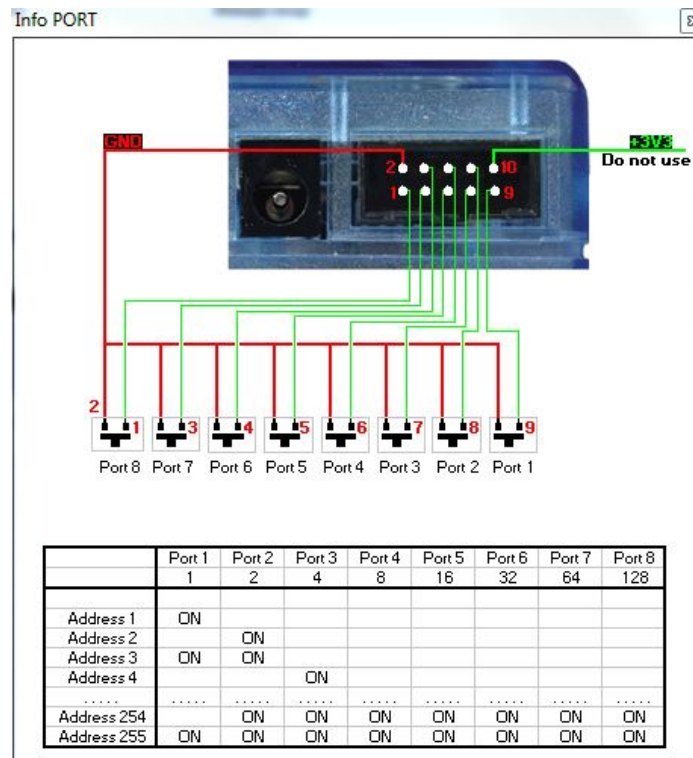 Info PORT
GND
+3V3
Do not use
2 10
1 9
2
1 3 4 5 6 7 8 9
Port 8 Port 7 Port 6 Port 5 Port 4 Port 3 Port 2 Port 1
Port 1 Port 2 Port 3 Port 4 Port 5 Port 6 Port 7 Port 8
1 2 4 8 16 32 64 128
Address 1 ON
Address 2 ON
Address 3 ON ON
Address 4 ON
..... ..... ..... ..... ..... ..... ..... ..... .....
Address 254 ON ON ON ON ON ON ON
Address 255 ON ON ON ON ON ON ON ON